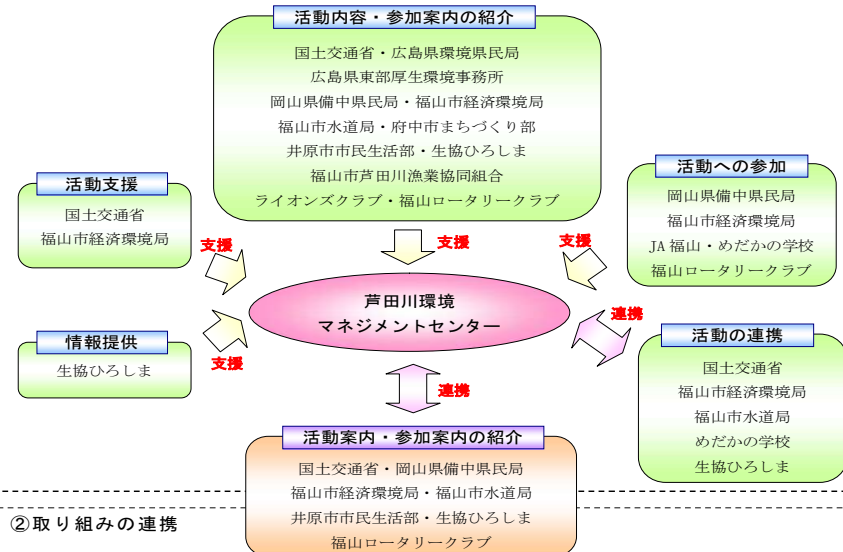 活動内容・参加案内の紹介
国土交通省・広島県環境県民局
広島県東部厚生環境事務所
岡山県備中県民局・福山市経済環境局
福山市水道局・府中市まちづくり部
井原市市民生活部・生協ひろしま
福山市芦田川漁業協同組合
ライオンズクラブ・福山ロータリークラブ
活動支援
国土交通省
福山市経済環境局
支援
支援
支援
活動への参加
岡山県備中県民局
福山市経済環境局
JA福山・めだかの学校
福山ロータリークラブ
芦田川環境
マネジメントセンター
情報提供
生協ひろしま
支援
連携
活動の連携
国土交通省
福山市経済環境局
福山市水道局
めだかの学校
生協ひろしま
連携
活動案内・参加案内の紹介
国土交通省・岡山県備中県民局
福山市経済環境局・福山市水道局
井原市市民生活部・生協ひろしま
福山ロータリークラブ
②取り組みの連携